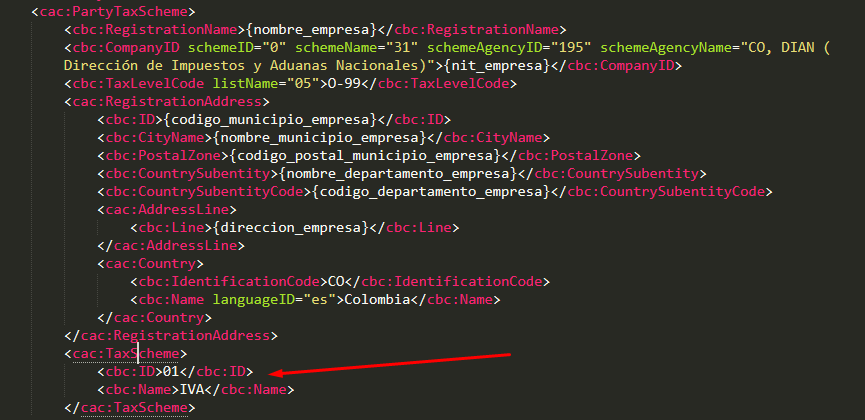 <cac:PartyTaxScheme>
<cbc:RegistrationName>{nombre_empresa}</cbc:RegistrationName>
<cbc:CompanyID schemeID="0" schemeName="31" schemeAgencyID="195" schemeAgencyName="CO, DIAN (
Dirección de Impuestos y Aduanas Nacionales)">{nit_empresa}</cbc:CompanyID>
<cbc:TaxLevelCode listName="05">O-99</cbc:TaxLevelCode>
<cac:RegistrationAddress>
<cbc:ID>{codigo_municipio_empresa}</cbc:ID>
<cbc:CityName>{nombre_municipio_empresa}</cbc:CityName>
<cbc:PostalZone>{codigo_postal_municipio_empresa}</cbc:PostalZone>
<cbc:CountrySubentity>{nombre_departamento_empresa}</cbc:CountrySubentity>
<cbc:CountrySubentityCode>{codigo_departamento_empresa}</cbc:CountrySubentityCode>
<cac:AddressLine>
<cbc:Line>{direccion_empresa}</cbc:Line>
</cac:AddressLine>
<cac:Country>
<cbc:IdentificationCode>CO</cbc:IdentificationCode>
<cbc:Name languageID="es">Colombia</cbc:Name>
</cac:Country>
</cac:RegistrationAddress>
<cac:TaxScheme>
<cbc:ID>01</cbc:ID>
<cbc:Name>IVA</cbc:Name>
</cac:TaxScheme>